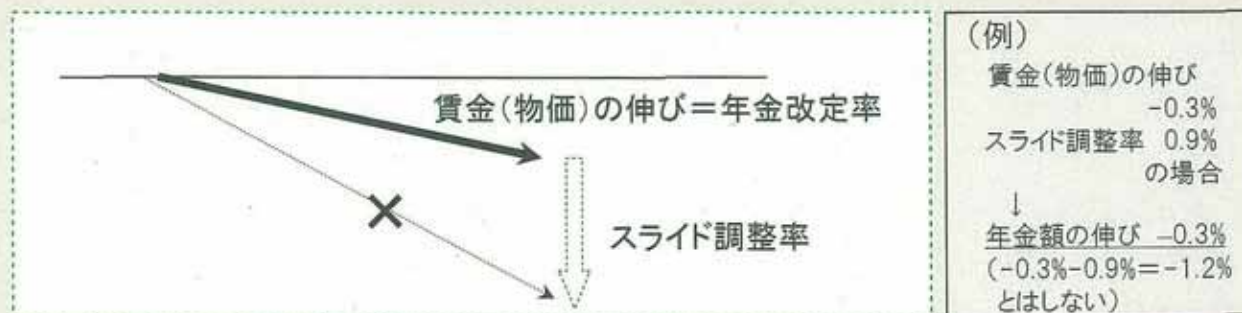 賃金(物価)の伸び=年金改定率
スライド調整率
(例)
賃金(物価)の伸び
-0.3%
スライド調整率 0.9%
の場合
↓
年金額の伸び -0.3%
(-0.3%-0.9%=-1.2%
とはしない)